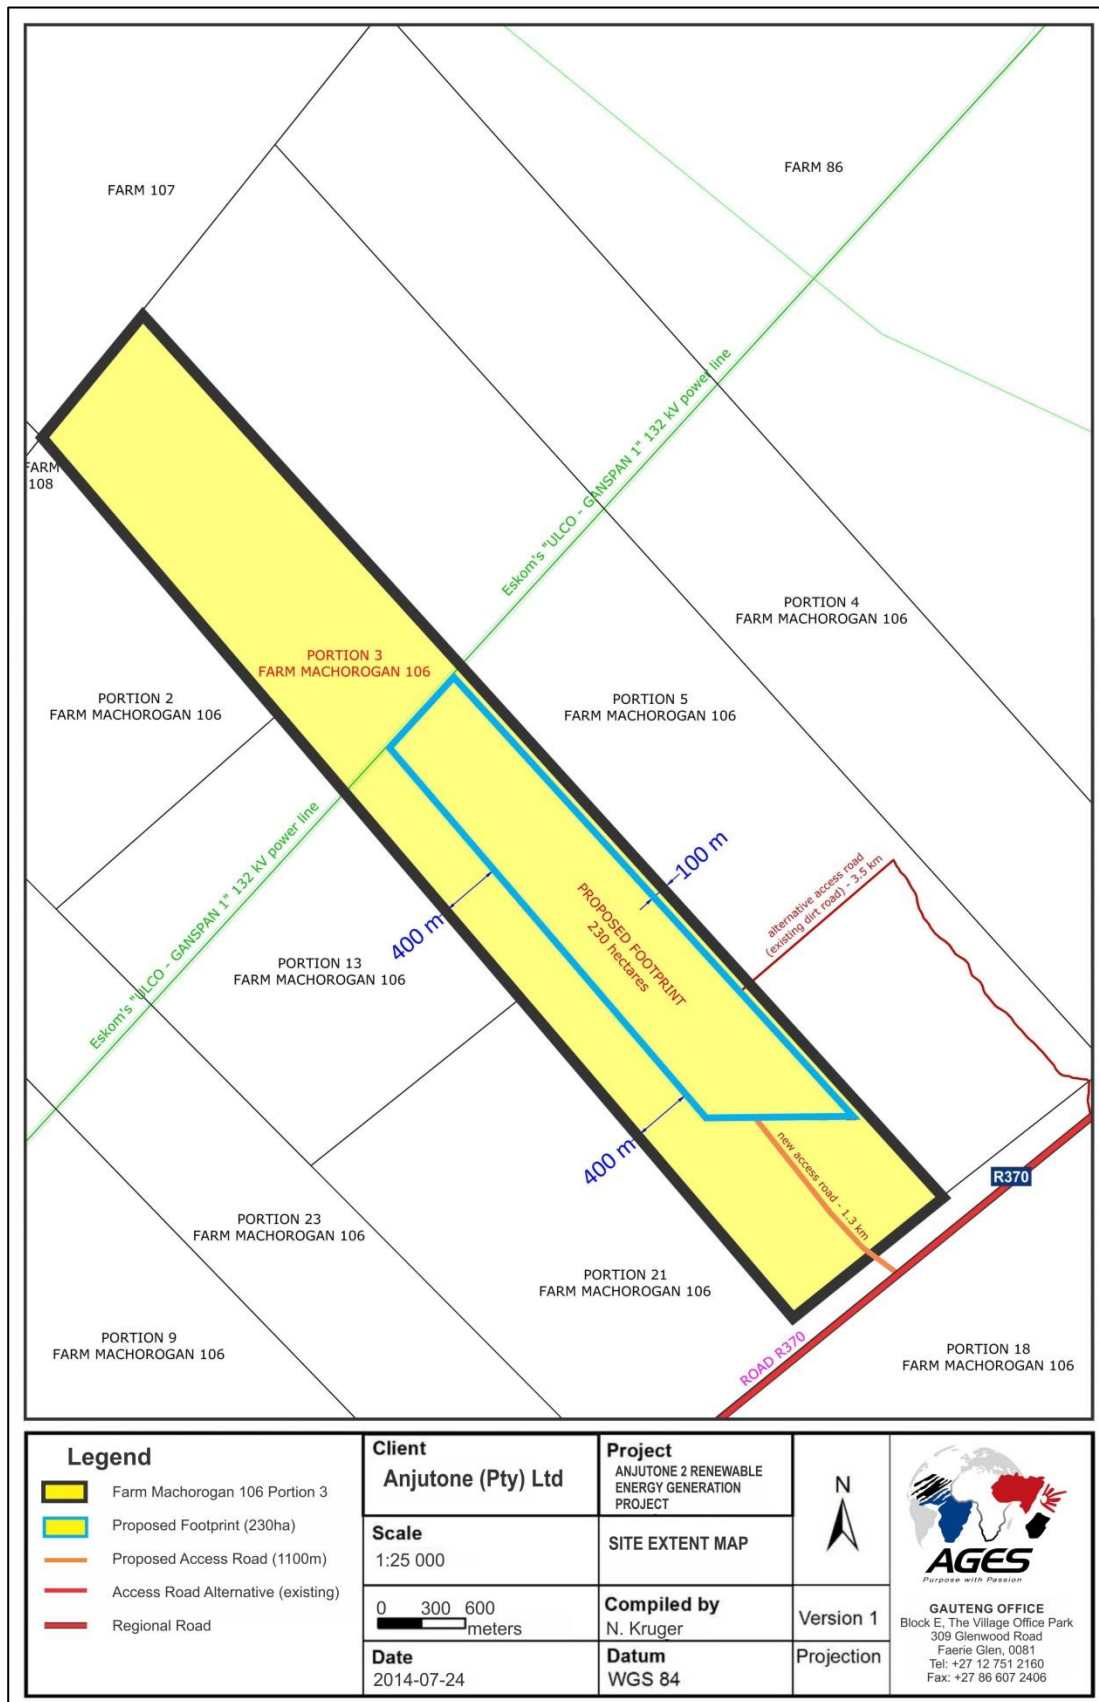 FARM 107
FARM 86
FARM
108
Eskom's "ULCO - GANSPAN 1" 132 kV power line
PORTION 4
FARM MACHOROGAN 106
PORTION 3
FARM MACHOROGAN 106
PORTION 2
FARM MACHOROGAN 106
PORTION 5
FARM MACHOROGAN 106
Eskom's "ULCO - GANSPAN 1" 132 kV power line
100 m
alternative access road
(existing dirt road) - 3.5 km
PROPOSED FOOTPRINT
230 hectares
400 m
PORTION 13
FARM MACHOROGAN 106
400 m
new access road - 1.3 km
R370
PORTION 23
FARM MACHOROGAN 106
PORTION 21
FARM MACHOROGAN 106
PORTION 9
FARM MACHOROGAN 106
ROAD R370
PORTION 18
FARM MACHOROGAN 106
Legend
Farm Machorogan 106 Portion 3
Proposed Footprint (230ha)
Proposed Access Road (1100m)
Access Road Alternative (existing)
Regional Road
Client
Anjutone (Pty) Ltd
Project
ANJUTONE 2 RENEWABLE
ENERGY GENERATION
PROJECT
Scale
1:25 000
SITE EXTENT MAP
0 300 600
meters
Compiled by
N. Kruger
Date
2014-07-24
Datum
WGS 84
N
Version 1
Projection
AGES
Purpose with Passion
GAUTENG OFFICE
Block E, The Village Office Park
309 Glenwood Road
Faerie Glen, 0081
Tel: +27 12 751 2160
Fax: +27 86 607 2406